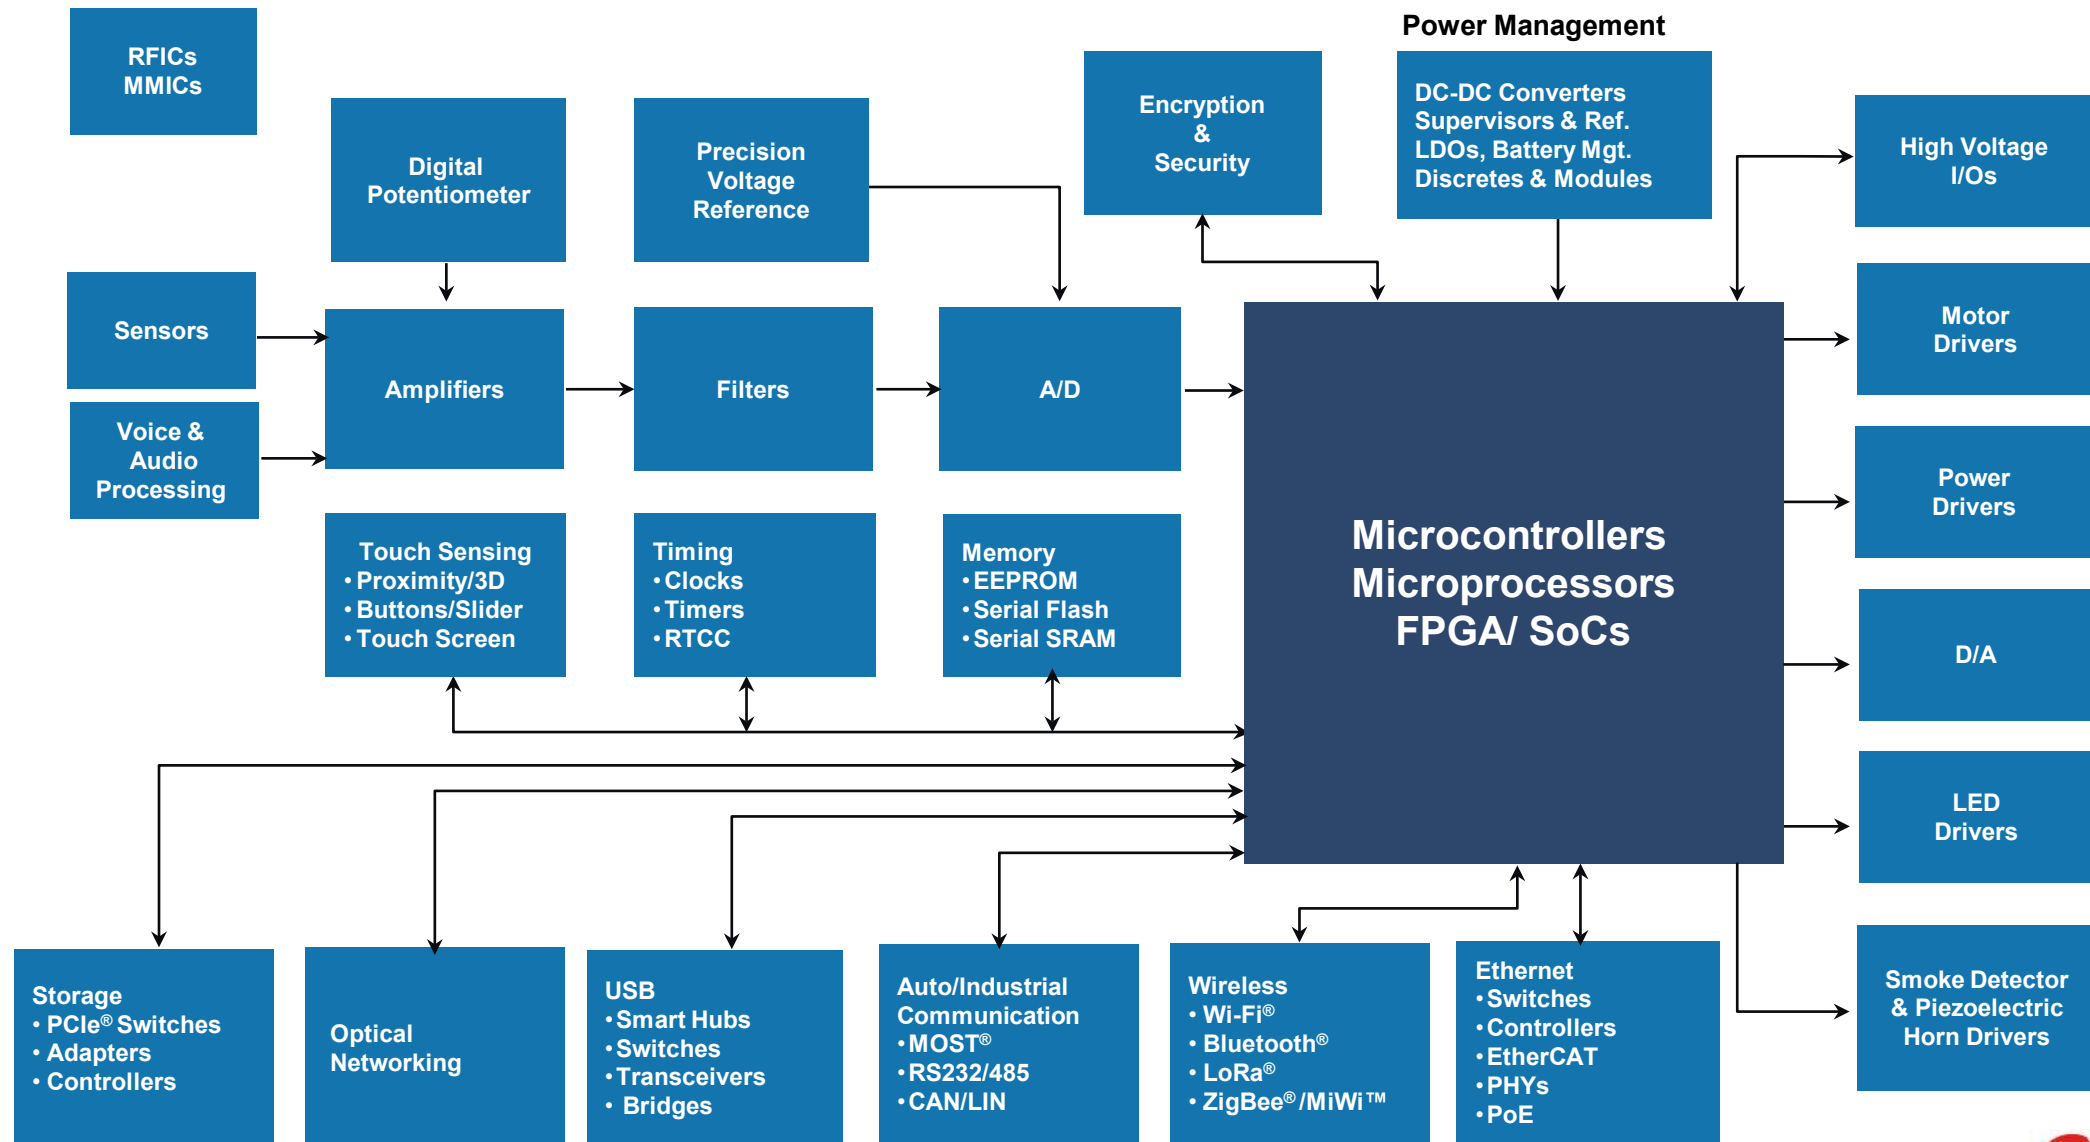 Power Management
RFICs
MMICs
Digital
Potentiometer
Precision
Voltage
Reference
Encryption
&
Security
DC-DC Converters
Supervisors & Ref.
LDOs, Battery Mgt.
Discretes & Modules
High Voltage
I/Os
Sensors
Amplifiers
Filters
A/D
Motor
Drivers
Voice &
Audio
Processing
Power
Drivers
Touch Sensing
• Proximity/3D
• Buttons/Slider
• Touch Screen
Timing
• Clocks
• Timers
• RTCC
Memory
• EEPROM
• Serial Flash
• Serial SRAM
Microcontrollers
Microprocessors
FPGA/ SoCs
D/A
LED
Drivers
Storage
• PCIe® Switches
• Adapters
• Controllers
Optical
Networking
USB
• Smart Hubs
• Switches
• Transceivers
• Bridges
Auto/Industrial
Communication
• MOST®
• RS232/485
• CAN/LIN
Wireless
• Wi-Fi®
• Bluetooth®
• LoRa®
• ZigBee®/MiWi™
Ethernet
• Switches
• Controllers
• EtherCAT
• PHYs
• PoE
Smoke Detector
& Piezoelectric
Horn Drivers